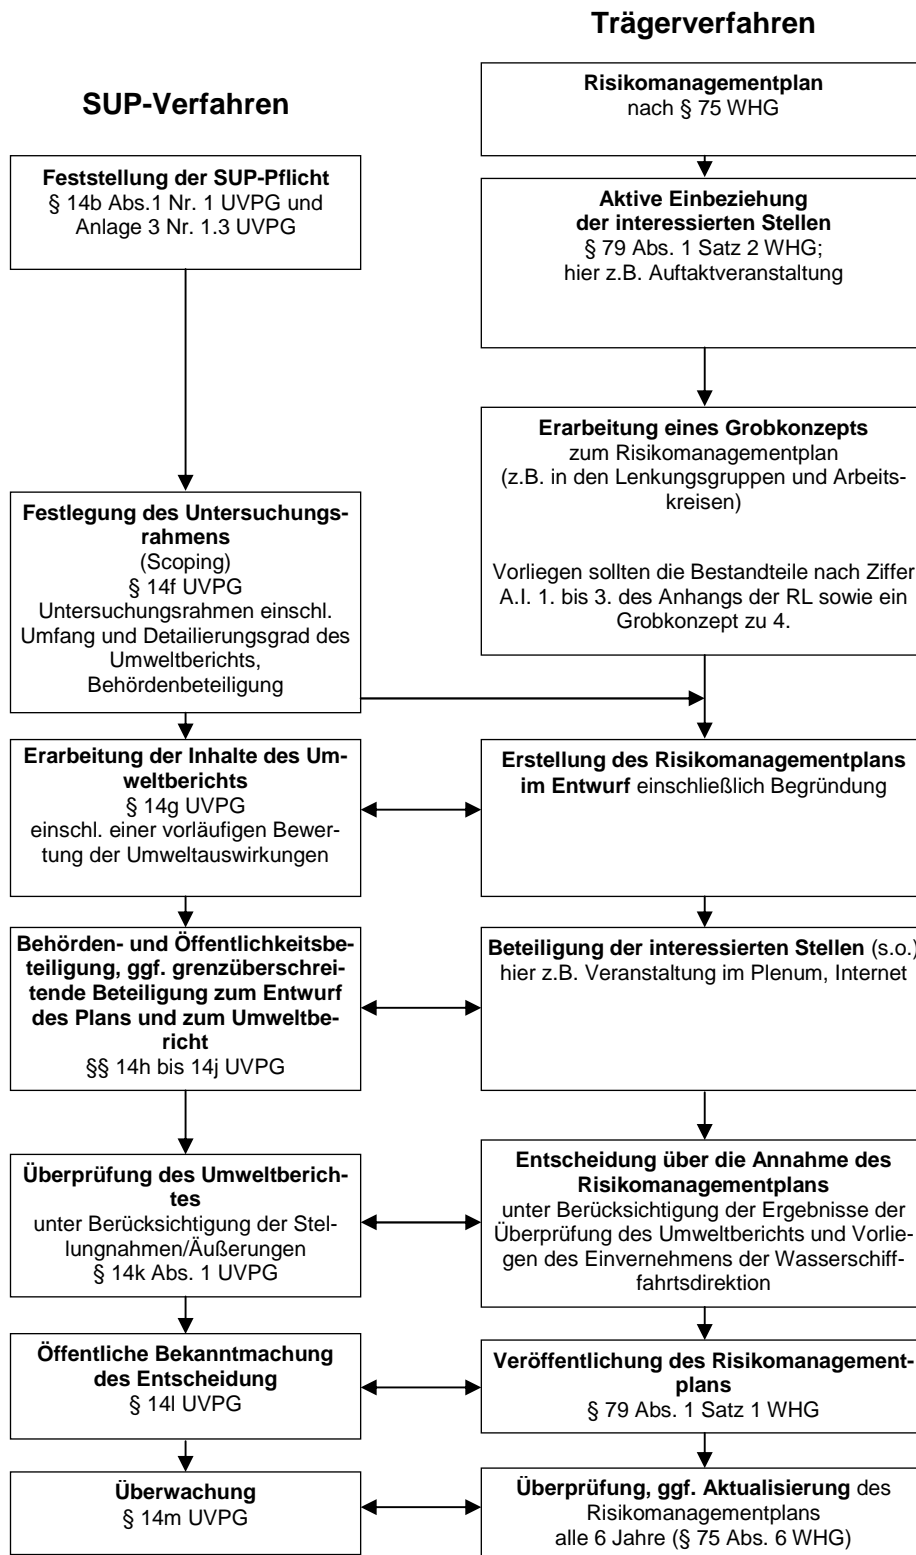 SUP-Verfahren
Feststellung der SUP-Pflicht
§ 14b Abs.1 Nr. 1 UVPG und
Anlage 3 Nr. 1.3 UVPG
Festlegung des Untersuchungs-
rahmens
(Scoping)
§ 14f UVPG
Untersuchungsrahmen einschl.
Umfang und Detailierungsgrad des
Umweltberichts,
Behördenbeteiligung
Erarbeitung der Inhalte des Um-
weltberichts
§ 14g UVPG
einschl. einer vorläufigen Bewer-
tung der Umweltauswirkungen
Behörden- und Öffentlichkeitsbe-
teiligung, ggf. grenzüberschrei-
tende Beteiligung zum Entwurf
des Plans und zum Umweltbe-
richt
§§ 14h bis 14j UVPG
Überprüfung des Umweltberich-
tes
unter Berücksichtigung der Stel-
lungnahmen/Äußerungen
§ 14k Abs. 1 UVPG
Öffentliche Bekanntmachung
des Entscheidung
§ 14l UVPG
Überwachung
§ 14m UVPG
Trägerverfahren
Risikomanagementplan
nach § 75 WHG
Aktive Einbeziehung
der interessierten Stellen
§ 79 Abs. 1 Satz 2 WHG;
hier z.B. Auftaktveranstaltung
Erarbeitung eines Grobkonzepts
zum Risikomanagementplan
(z.B. in den Lenkungsgruppen und Arbeits-
kreisen)
Vorliegen sollten die Bestandteile nach Ziffer
A.I. 1. bis 3. des Anhangs der RL sowie ein
Grobkonzept zu 4.
Erstellung des Risikomanagementplans
im Entwurf einschließlich Begründung
Beteiligung der interessierten Stellen (s.o.)
hier z.B. Veranstaltung im Plenum, Internet
Entscheidung über die Annahme des
Risikomanagementplans
unter Berücksichtigung der Ergebnisse der
Überprüfung des Umweltberichts und Vorlie-
gen des Einvernehmens der Wasserschiff-
fahrtsdirektion
Veröffentlichung des Risikomanagement-
plans
§ 79 Abs. 1 Satz 1 WHG
Überprüfung, ggf. Aktualisierung des
Risikomanagementplans
alle 6 Jahre (§ 75 Abs. 6 WHG)